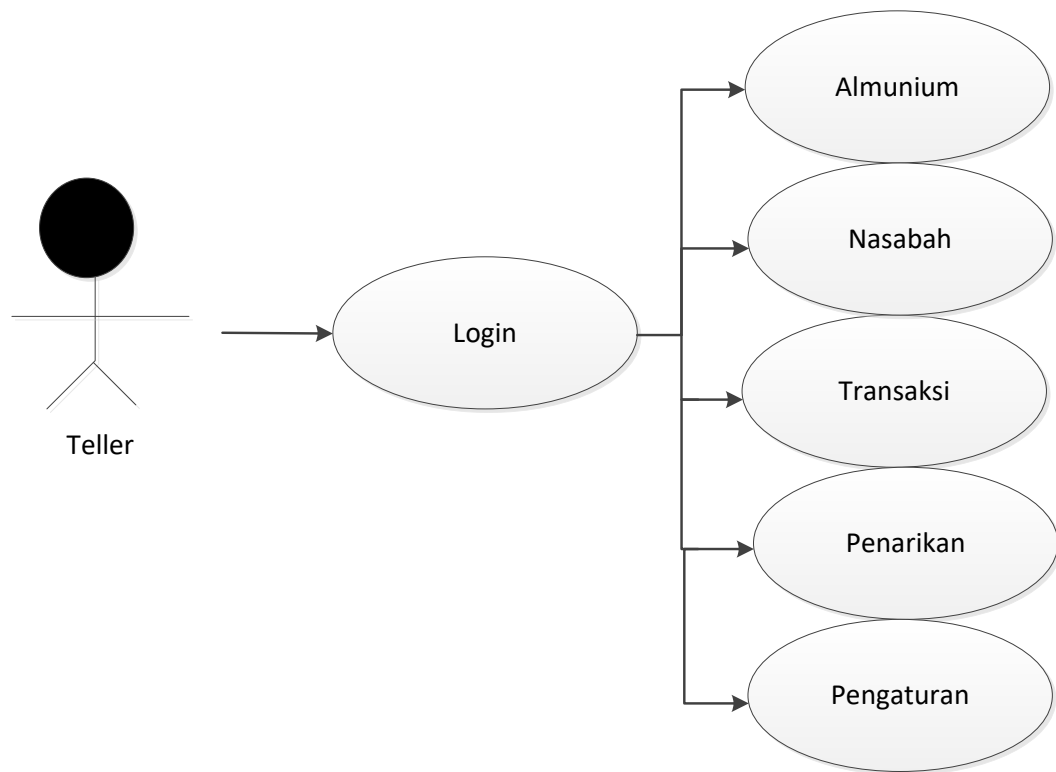 Almunium
Nasabah
Login
Transaksi
Teller
Penarikan
Pengaturan